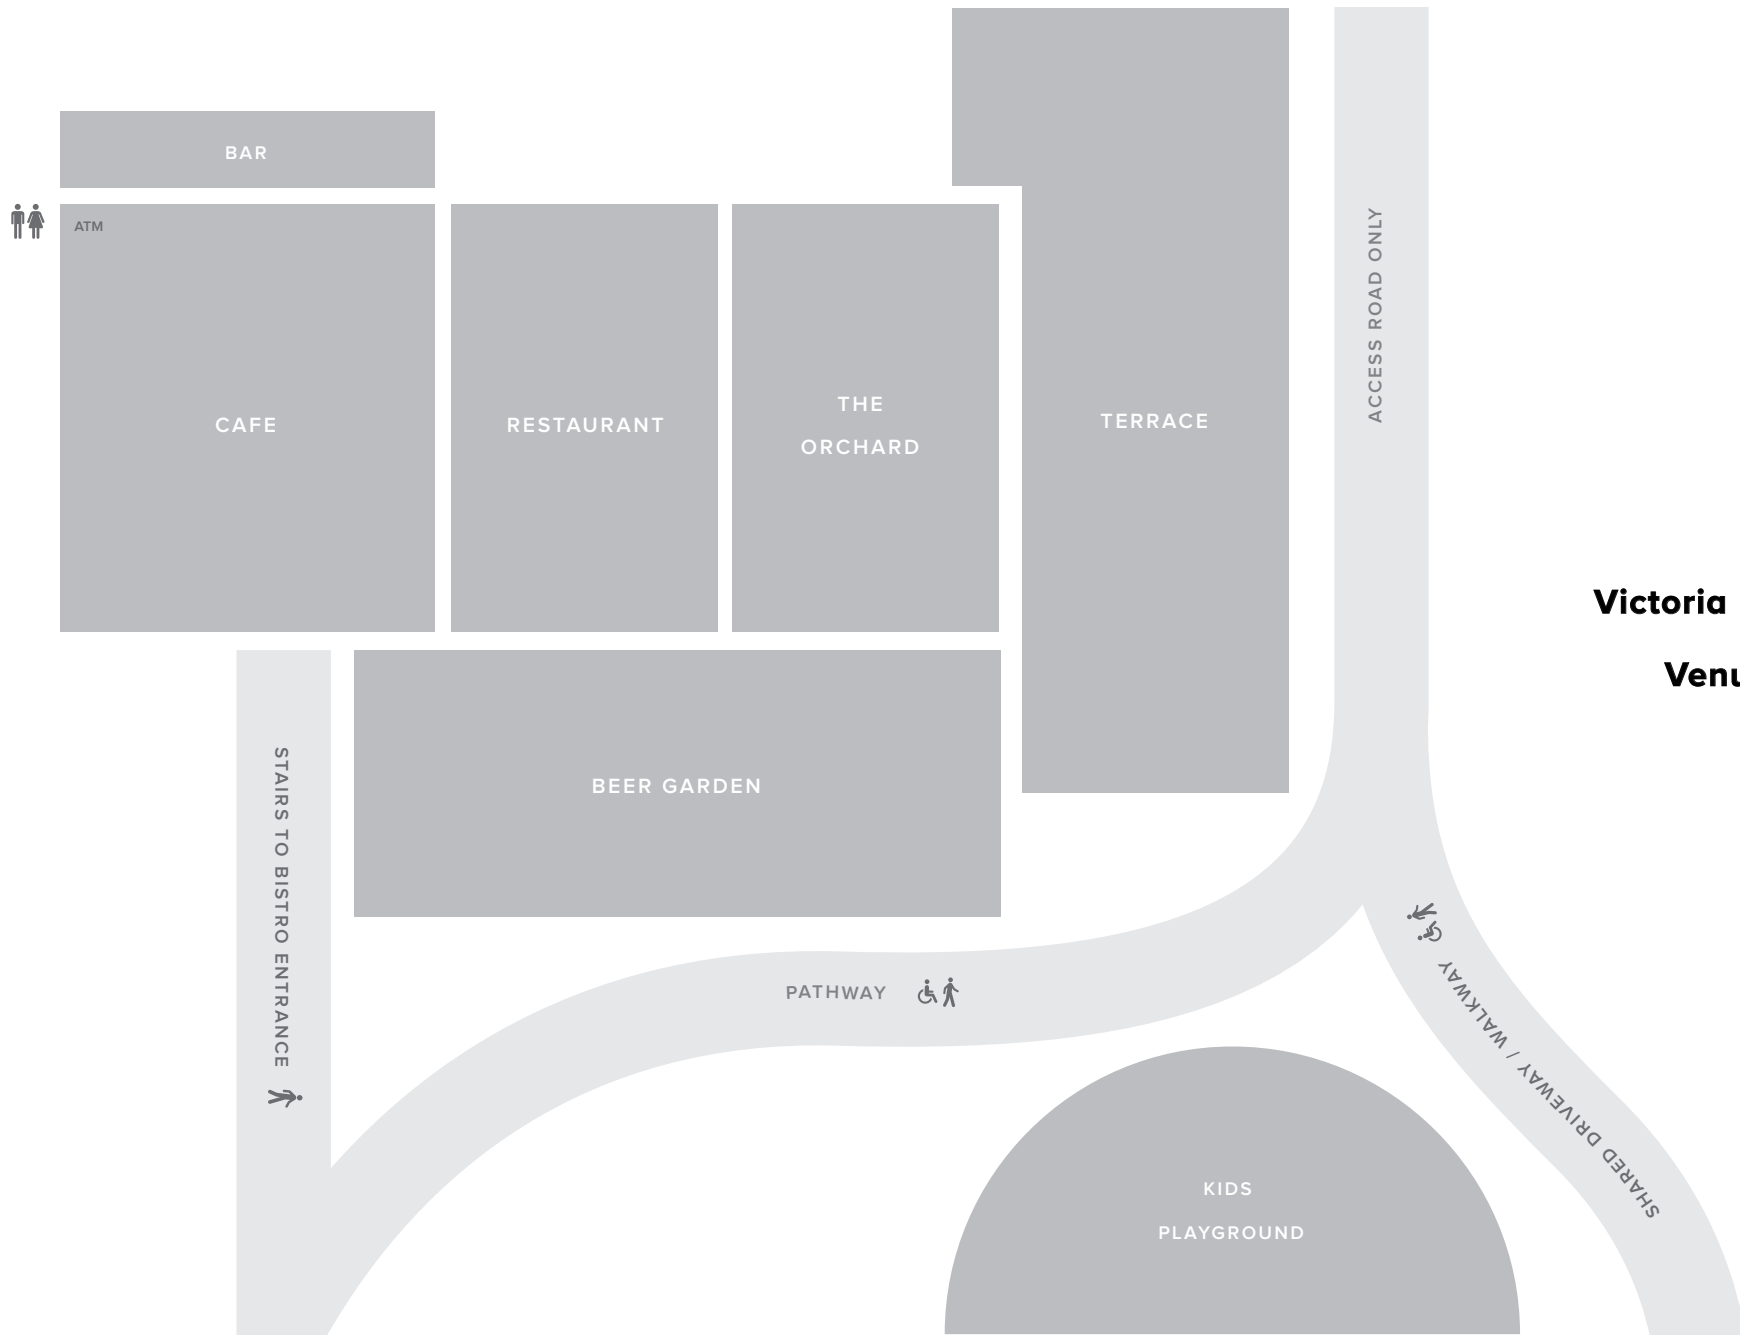 BAR
ATM
CAFE
RESTAURANT
THE
ORCHARD
TERRACE
ACCESS ROAD ONLY
Victoria
BEER GARDEN
STAIRS TO BISTRO ENTRANCE
PATHWAY
SHARED DRIVEWAY / WALKWAY
KIDS
PLAYGROUND